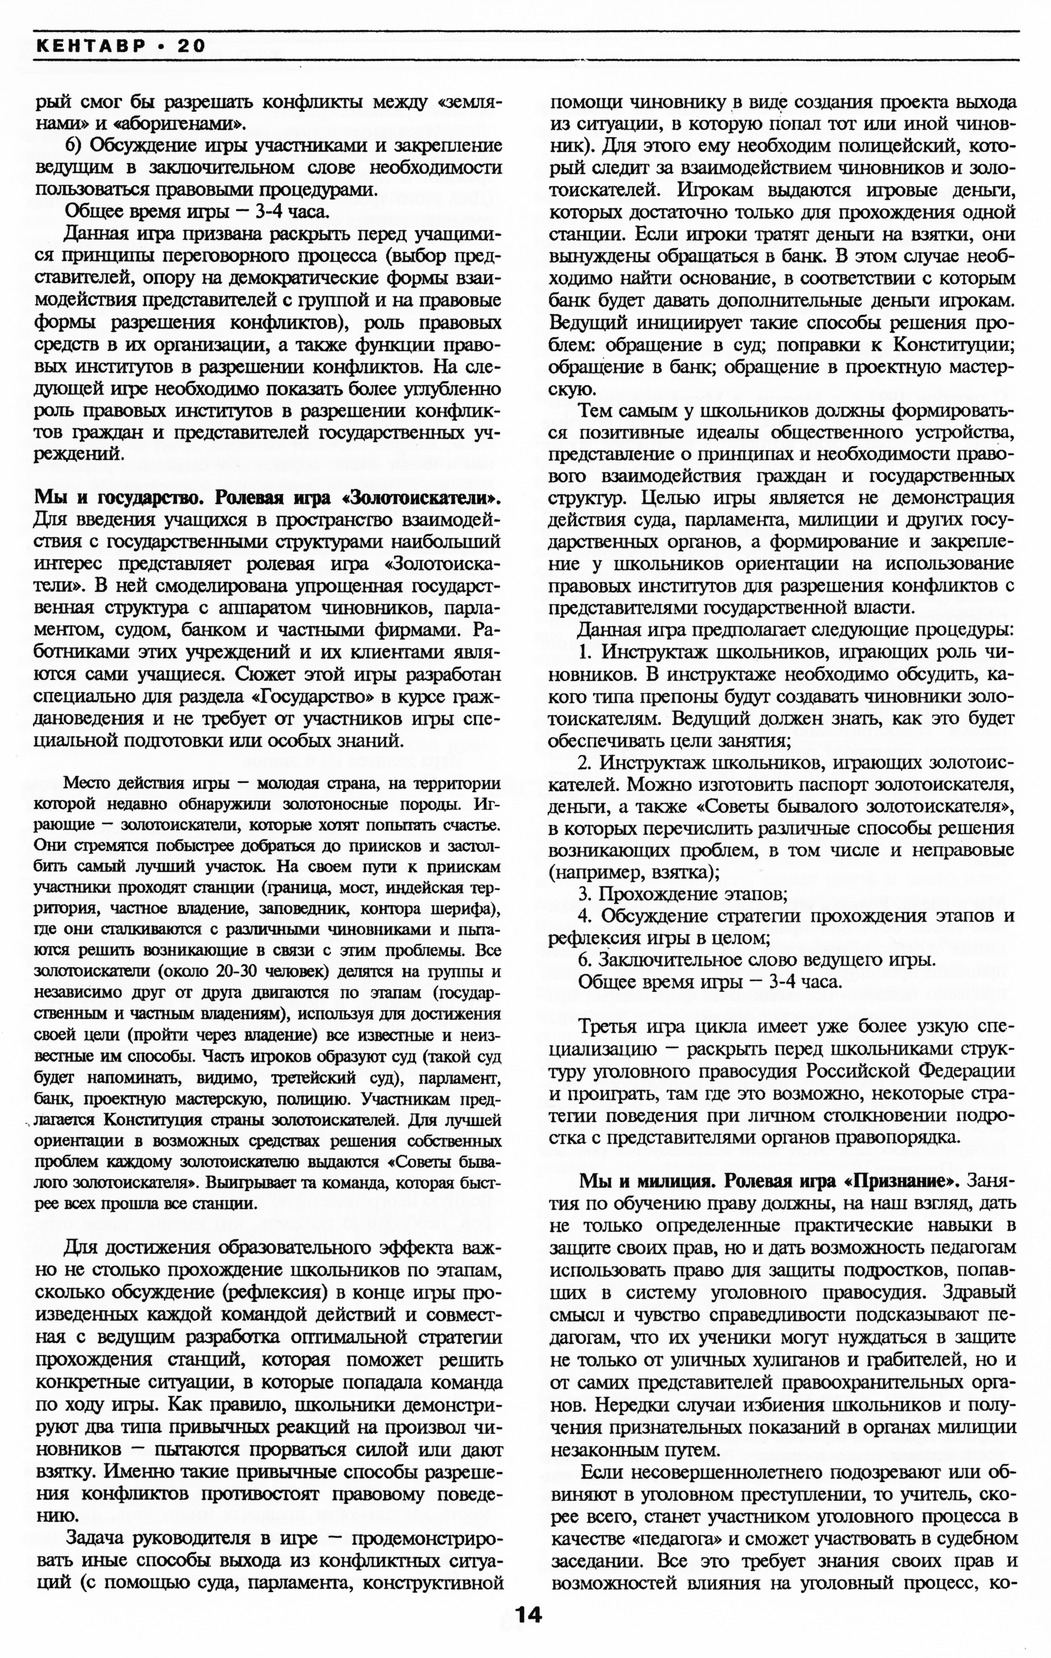 КЕНТАВР • 20
рый смог бы разрешать конфликты между «земля-
нами» и «аборигенами».
6) Обсуждение игры участниками и закрепление
ведущим в заключительном слове необходимости
пользоваться правовыми процедурами.
Общее время игры — 3-4 часа.
Данная игра призвана раскрыть перед учащими-
ся принципы переговорного процесса (выбор пред-
ставителей, опору на демократические формы взаи-
модействия представителей с группой и на правовые
формы разрешения конфликтов), роль правовых
средств в их организации, а также функции право-
вых институтов в разрешении конфликтов. На сле-
дующей игре необходимо показать более углубленно
роль правовых институтов в разрешении конфлик-
тов граждан и представителей государственных уч-
реждений.
Мы и государство. Ролевая игра «Золотоискатели».
Для введения учащихся в пространство взаимодей-
ствия с государственными структурами наибольший
интерес представляет ролевая игра «Золотоиска-
тели». В ней смоделирована упрощенная государст-
венная структура с аппаратом чиновников, парла-
ментом, судом, банком и частными фирмами. Ра-
ботниками этих учреждений и их клиентами явля-
ются сами учащиеся. Сюжет этой игры разработан
специально для раздела «Государство» в курсе граж-
дановедения и не требует от участников игры спе-
циальной подготовки или особых знаний.
Место действия игры — молодая страна, на территории
которой недавно обнаружили золотоносные породы. Иг-
рающие — золотоискатели, которые хотят попытать счастье.
Они стремятся побыстрее добраться до приисков и застол-
бить самый лучший участок. На своем пути к приискам
участники проходят станции (граница, мост, индейская тер-
ритория, частное владение, заповедник, контора шерифа),
где они сталкиваются с различными чиновниками и пыта-
ются решить возникающие в связи с этим проблемы. Все
золотоискатели (около 20-30 человек) делятся на группы и
независимо друг от друга двигаются по этапам (государ-
ственным и частным владениям), используя для достижения
своей цели (пройти через владение) все известные и неиз-
вестные им способы. Часть игроков образуют суд (такой суд
будет напоминать, видимо, третейский суд), парламент,
банк, проектную мастерскую, полицию. Участникам пред-
лагается Конституция страны золотоискателей. Для лучшей
ориентации в возможных средствах решения собственных
проблем каждому золотоискателю выдаются «Советы быва-
лого золотоискателя». Выигрывает та команда, которая быст-
рее всех прошла все станции.
Для достижения образовательного эффекта важ-
но не столько прохождение школьников по этапам,
сколько обсуждение (рефлексия) в конце игры про-
изведенных каждой командой действий и совмест-
ная с ведущим разработка оптимальной стратегии
прохождения станций, которая поможет решить
конкретные ситуации, в которые попадала команда
по ходу игры. Как правило, школьники демонстри-
руют два типа привычных реакций на произвол чи-
новников — пытаются прорваться силой или дают
взятку. Именно такие привычные способы разреше-
ния конфликтов противостоят правовому поведе-
нию.
Задача руководителя в игре — продемонстриро-
вать иные способы выхода из конфликтных ситуа-
ций (с помощью суда, парламента, конструктивной
помощи чиновнику в виде создания проекта выхода
из ситуации, в которую попал тот или иной чинов-
ник). Для этого ему необходим полицейский, кото-
рый следит за взаимодействием чиновников и золо-
тоискателей. Игрокам выдаются игровые деньги,
которых достаточно только для прохождения одной
станции. Если игроки тратят деньги на взятки, они
вынуждены обращаться в банк. В этом случае необ-
ходимо найти основание, в соответствии с которым
банк будет давать дополнительные деньги игрокам.
Ведущий инициирует такие способы решения про-
блем: обращение в суд; поправки к Конституции;
обращение в банк; обращение в проектную мастер-
скую.
Тем самым у школьников должны формировать-
ся позитивные идеалы общественного устройства,
представление о принципах и необходимости право-
вого взаимодействия граждан и государственных
структур. Целью игры является не демонстрация
действия суда, парламента, милиции и других госу-
дарственных органов, а формирование и закрепле-
ние у школьников ориентации на использование
правовых институтов для разрешения конфликтов с
представителями государственной власти.
Данная игра предполагает следующие процедуры:
1. Инструктаж школьников, играющих роль чи-
новников. В инструктаже необходимо обсудить, ка-
кого типа препоны будут создавать чиновники золо-
тоискателям. Ведущий должен знать, как это будет
обеспечивать цели занятия;
2. Инструктаж школьников, играющих золотоис-
кателей. Можно изготовить паспорт золотоискателя,
деньги, а также «Советы бывалого золотоискателя»,
в которых перечислить различные способы решения
возникающих проблем, в том числе и неправовые
(например, взятка);
3. Прохождение этапов;
4. Обсуждение стратегии прохождения этапов и
рефлексия игры в целом;
6. Заключительное слово ведущего игры.
Общее время игры — 3-4 часа.
Третья игра цикла имеет уже более узкую спе-
циализацию — раскрыть перед школьниками струк-
туру уголовного правосудия Российской Федерации
и проиграть, там где это возможно, некоторые стра-
тегии поведения при личном столкновении подро-
стка с представителями органов правопорядка.
Мы и милиция. Ролевая игра «Признание». Заня-
тия по обучению праву должны, на наш взгляд, дать
не только определенные практические навыки в
защите своих прав, но и дать возможность педагогам
использовать право для защиты подростков, попав-
ших в систему уголовного правосудия. Здравый
смысл и чувство справедливости подсказывают пе-
дагогам, что их ученики могут нуждаться в защите
не только от уличных хулиганов и грабителей, но и
от самих представителей правоохранительных орга-
нов. Нередки случаи избиения школьников и полу-
чения признательных показаний в органах милиции
незаконным путем.
Если несовершеннолетнего подозревают или об-
виняют в уголовном преступлении, то учитель, ско-
рее всего, станет участником уголовного процесса в
качестве «педагога» и сможет участвовать в судебном
заседании. Все это требует знания своих прав и
возможностей влияния на уголовный процесс, ко-
14